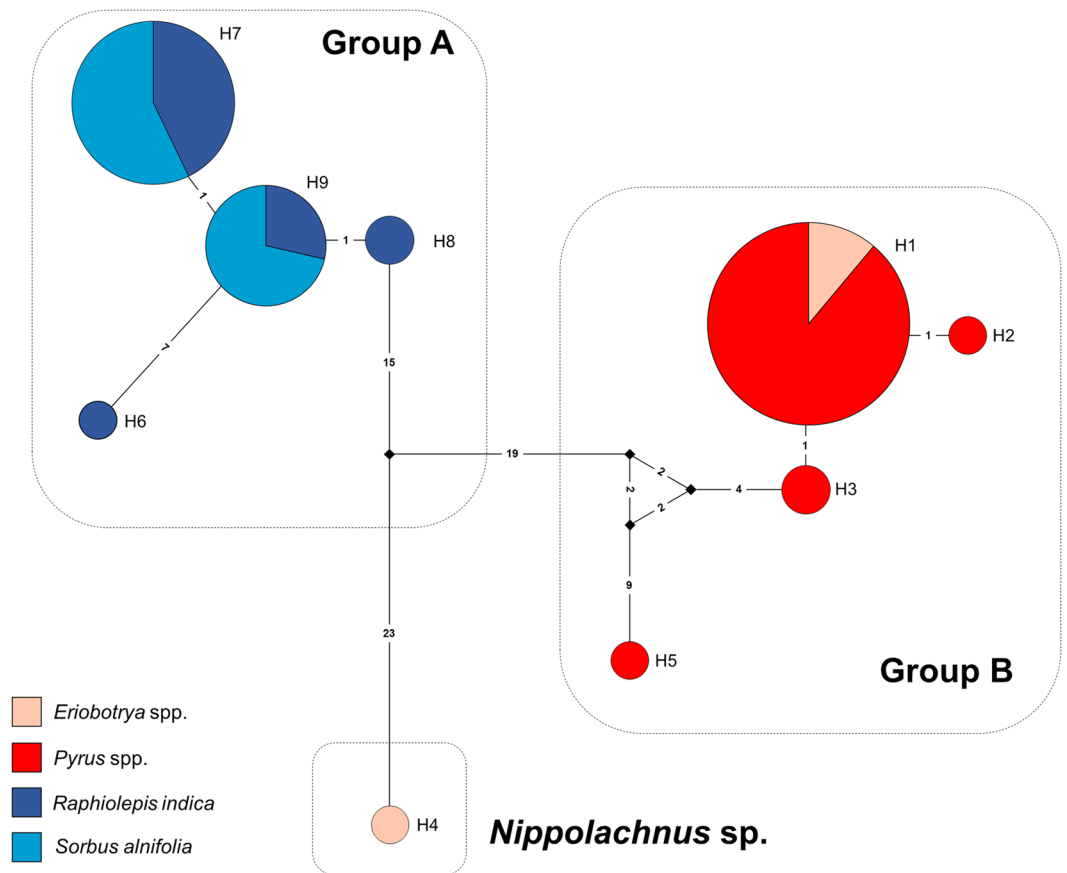 H7
Group A
1
H9
1
H8
7
15
H6
H1
1
H2
1
19
2
2
2
4
H3
9
H5
Group B
23
Eriobotrya spp.
Pyrus spp.
Raphiolepis indica
Sorbus alnifolia
H4
Nippolachnus sp.